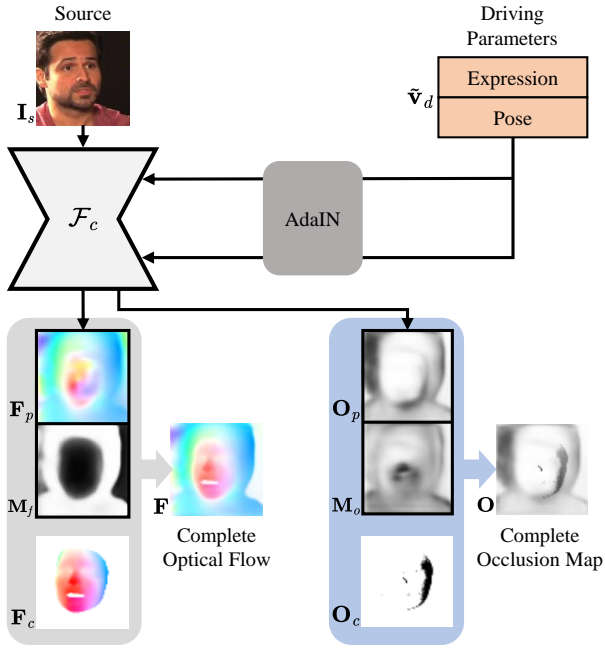 Source
Driving
Parameters
Expression
Pose
ṽ_d
I_s
F_c
AdaIN
F_p
M_f
F
F_c
Complete
Optical Flow
O_p
M_o
O
O_c
Complete
Occlusion Map